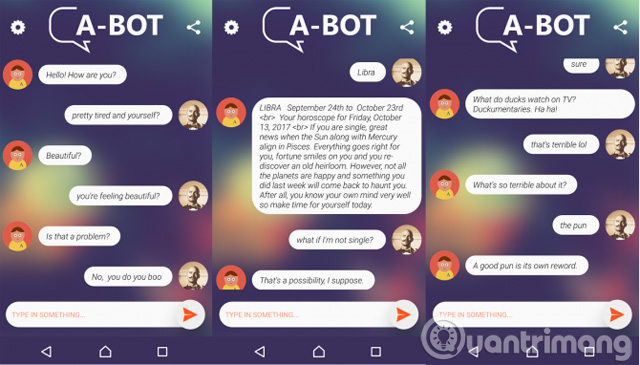 A-BOT
Hello! How are you?
pretty tired and yourself?
Beautiful?
you're feeling beautiful?
Is that a problem?
No, you do you boo
TYPE IN SOMETHING...
A-BOT
Libra
LIBRA September 24th to October 23rd
<br> Your horoscope for Friday, October
13, 2017 <br> If you are single, great
news when the Sun along with Mercury
align in Pisces. Everything goes right for
you, fortune smiles on you and you re-
discover an old heirloom. However, not all
the planets are happy and something you
did last week will come back to haunt you.
After all, you know your own mind very well
so make time for yourself today.
what if I'm not single?
That's a possibility, I suppose.
TYPE IN SOMETHING...
A-BOT
sure
What do ducks watch on TV?
Duckumentaries. Ha ha!
that's terrible lol
What's so terrible about it?
the pun
A good pun is its own reword.
TYPE IN SOMETHING...
Quantrimang